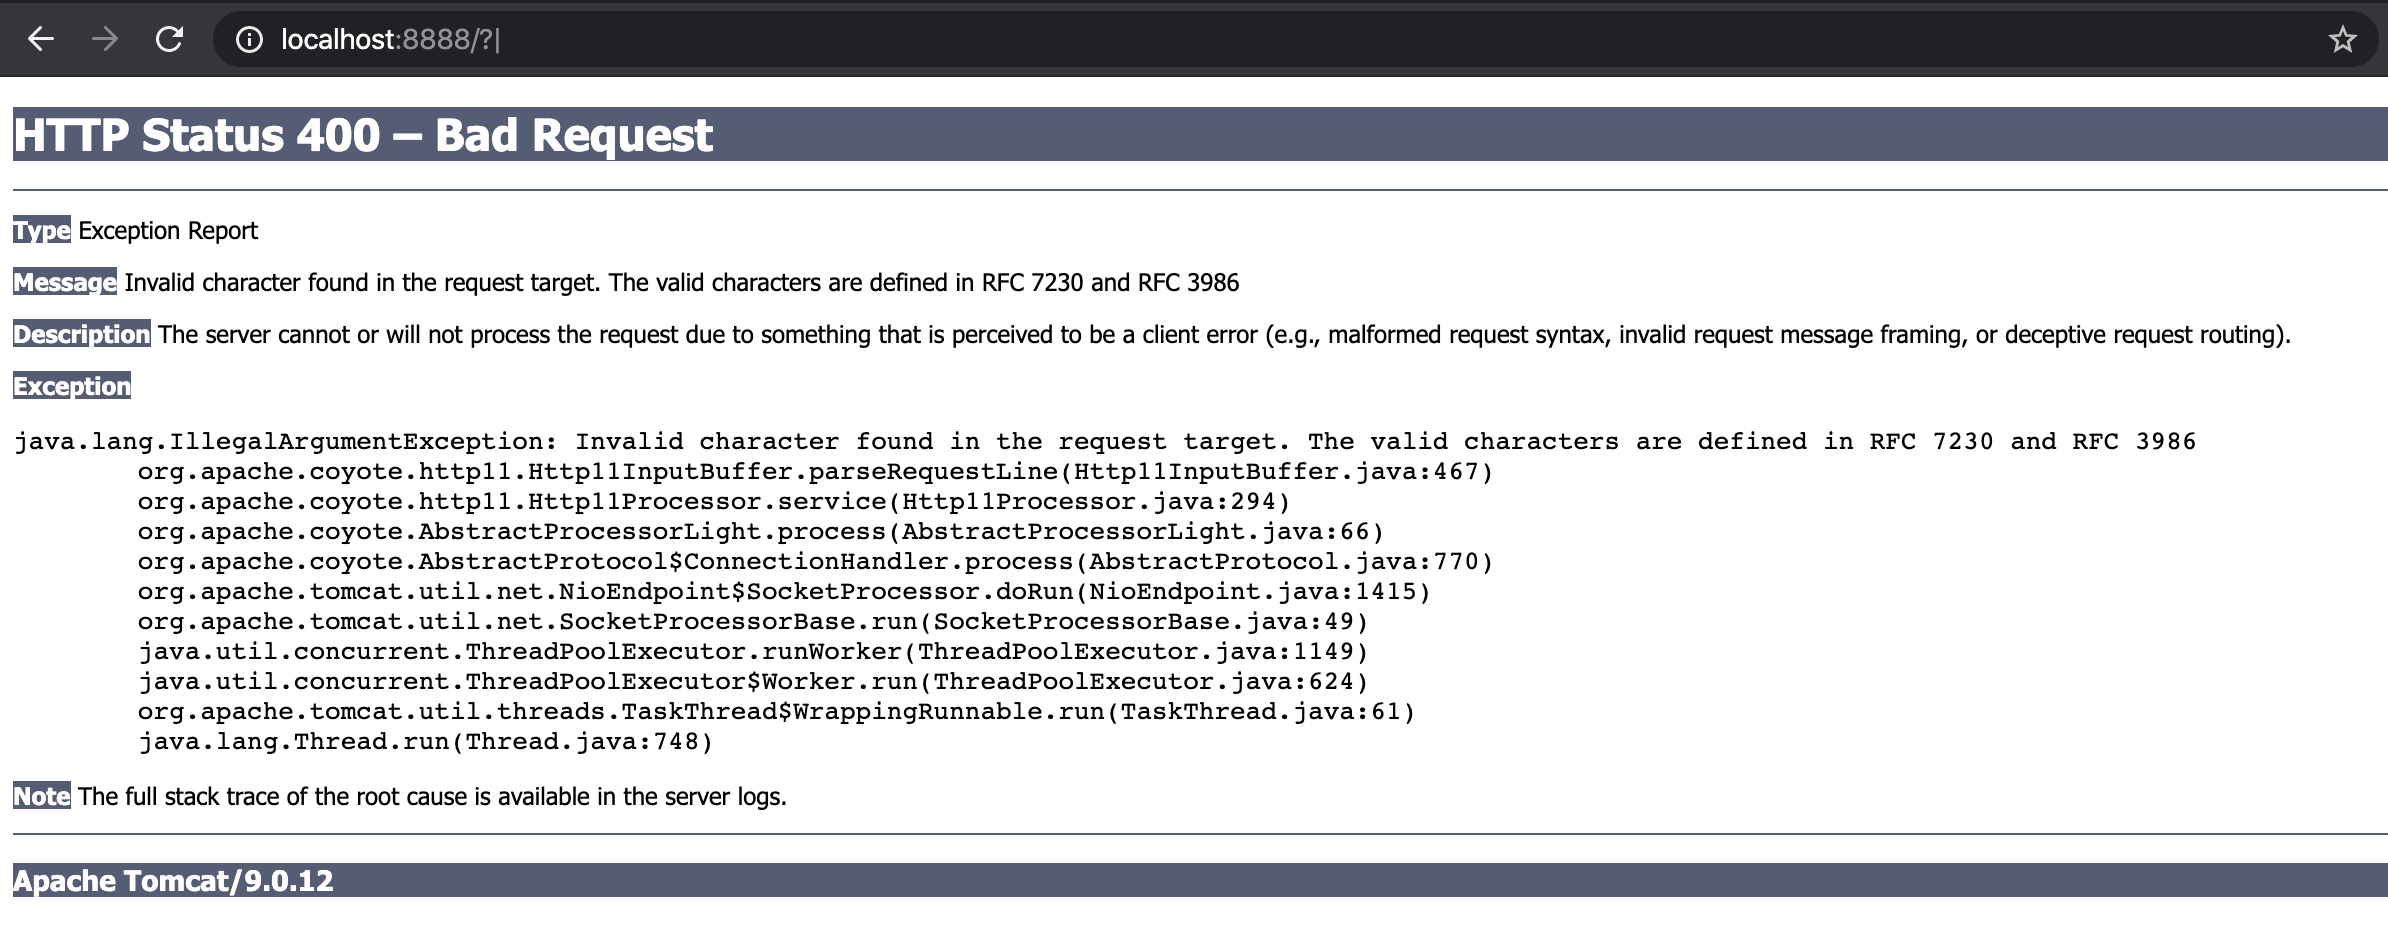 localhost:8888/?|
HTTP Status 400 – Bad Request
Type Exception Report
Message Invalid character found in the request target. The valid characters are defined in RFC 7230 and RFC 3986
Description The server cannot or will not process the request due to something that is perceived to be a client error (e.g., malformed request syntax, invalid request message framing, or deceptive request routing).
Exception
java.lang.IllegalArgumentException: Invalid character found in the request target. The valid characters are defined in RFC 7230 and RFC 3986
org.apache.coyote.http11.Http11InputBuffer.parseRequestLine(Http11InputBuffer.java:467)
org.apache.coyote.http11.Http11Processor.service(Http11Processor.java:294)
org.apache.coyote.AbstractProcessorLight.process(AbstractProcessorLight.java:66)
org.apache.coyote.AbstractProtocol$ConnectionHandler.process(AbstractProtocol.java:770)
org.apache.tomcat.util.net.NioEndpoint$SocketProcessor.doRun(NioEndpoint.java:1415)
org.apache.tomcat.util.net.SocketProcessorBase.run(SocketProcessorBase.java:49)
java.util.concurrent.ThreadPoolExecutor.runWorker(ThreadPoolExecutor.java:1149)
java.util.concurrent.ThreadPoolExecutor$Worker.run(ThreadPoolExecutor.java:624)
org.apache.tomcat.util.threads.TaskThread$WrappingRunnable.run(TaskThread.java:61)
java.lang.Thread.run(Thread.java:748)
Note The full stack trace of the root cause is available in the server logs.
Apache Tomcat/9.0.12